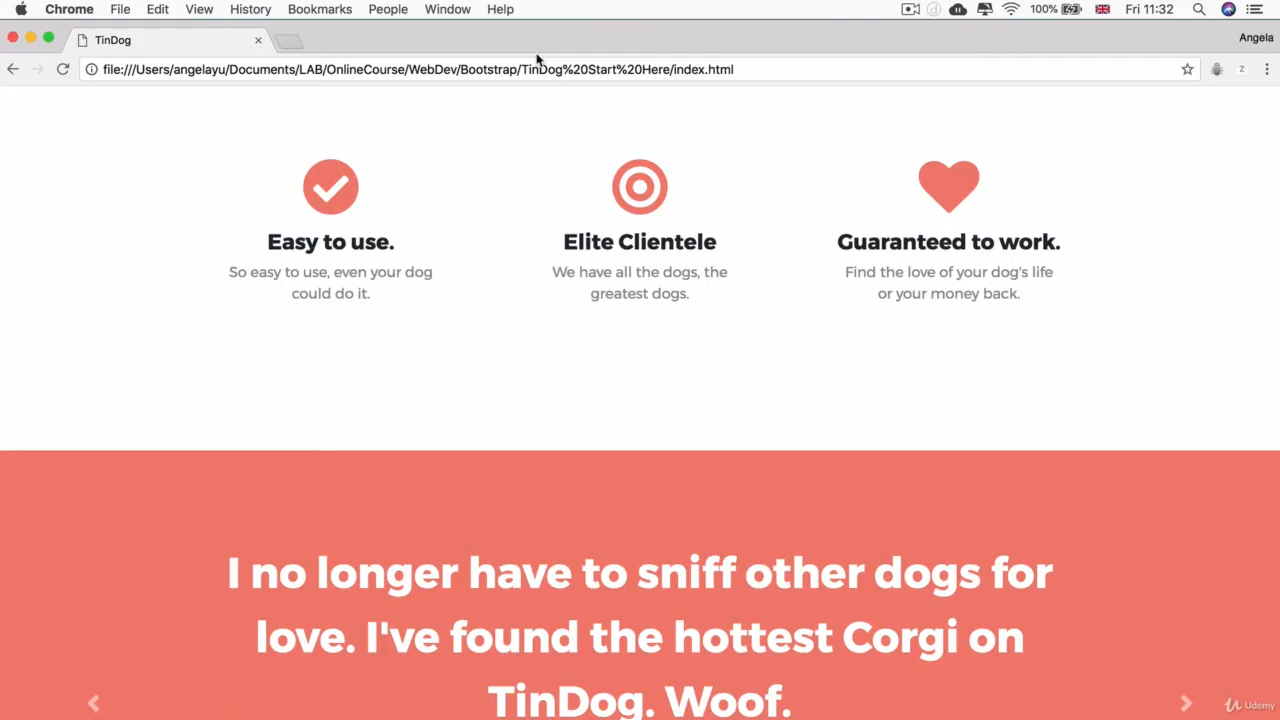 Chrome File Edit View History Bookmarks People Window Help 100% Fri 11:32
TinDog Angela
file:///Users/angelayu/Documents/LAB/OnlineCourse/WebDev/Bootstrap/TinDog%20Start%20Here/index.html Z
Easy to use.
So easy to use, even your dog
could do it.
Elite Clientele
We have all the dogs, the
greatest dogs.
Guaranteed to work.
Find the love of your dog's life
or your money back.
I no longer have to sniff other dogs for
love. I've found the hottest Corgi on
TinDog. Woof.
Udemy